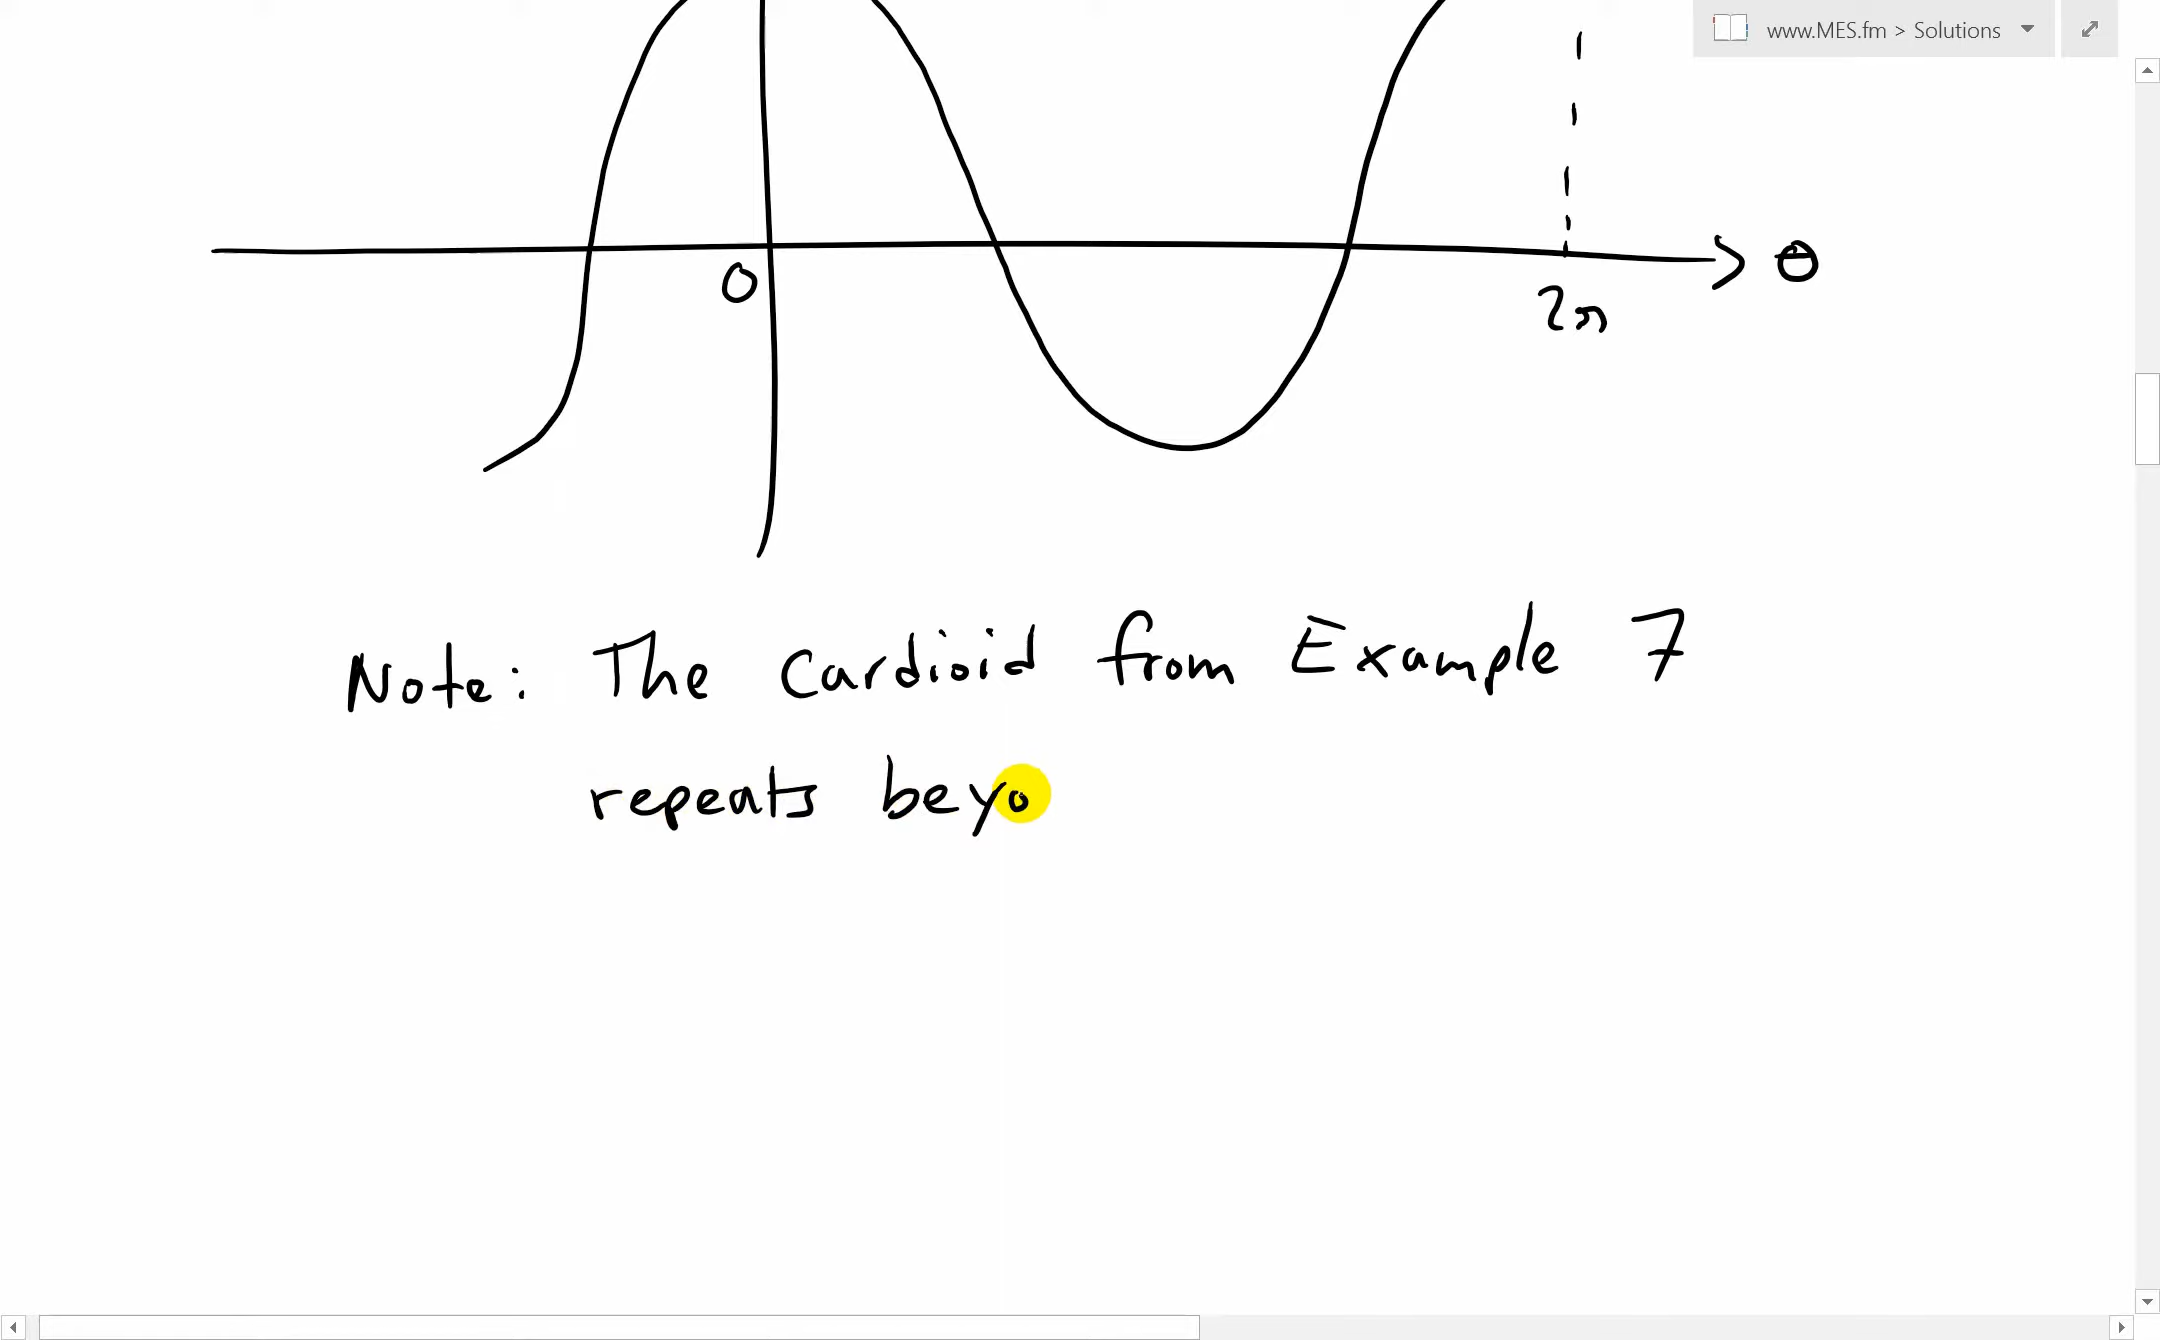 www.MES.fm > Solutions
0
θ
2π
Note: The Cardioid from Example 7
repeats beyo